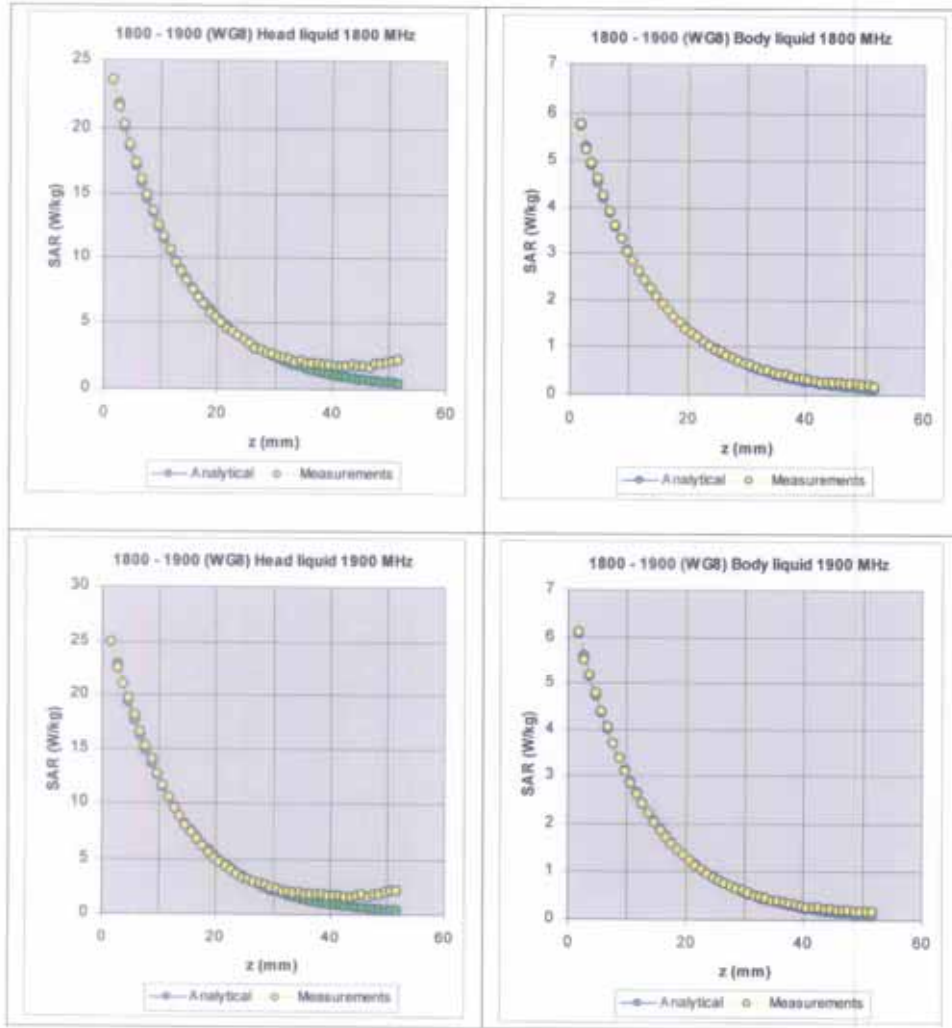 1800 - 1900 (WG8) Head liquid 1800 MHz
25
20
15
10
5
0
SAR (W/kg)
0 20 40 60
z (mm)
Analytical Measurements
1800 - 1900 (WG8) Body liquid 1800 MHz
7
6
5
4
3
2
1
0
SAR (W/kg)
0 20 40 60
z (mm)
Analytical Measurements
1800 - 1900 (WG8) Head liquid 1900 MHz
30
25
20
15
10
5
0
SAR (W/kg)
0 20 40 60
z (mm)
Analytical Measurements
1800 - 1900 (WG8) Body liquid 1900 MHz
7
6
5
4
3
2
1
0
SAR (W/kg)
0 20 40 60
z (mm)
Analytical Measurements